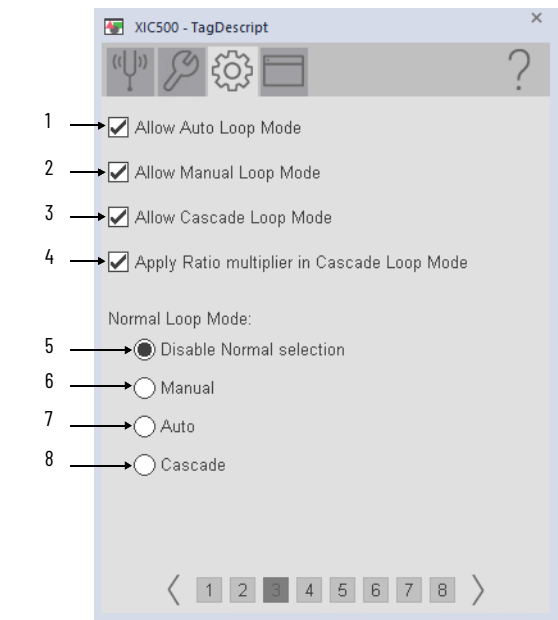 XIC500 - TagDescript
1 Allow Auto Loop Mode
2 Allow Manual Loop Mode
3 Allow Cascade Loop Mode
4 Apply Ratio multiplier in Cascade Loop Mode
Normal Loop Mode:
5 Disable Normal selection
6 Manual
7 Auto
8 Cascade
1 2 3 4 5 6 7 8